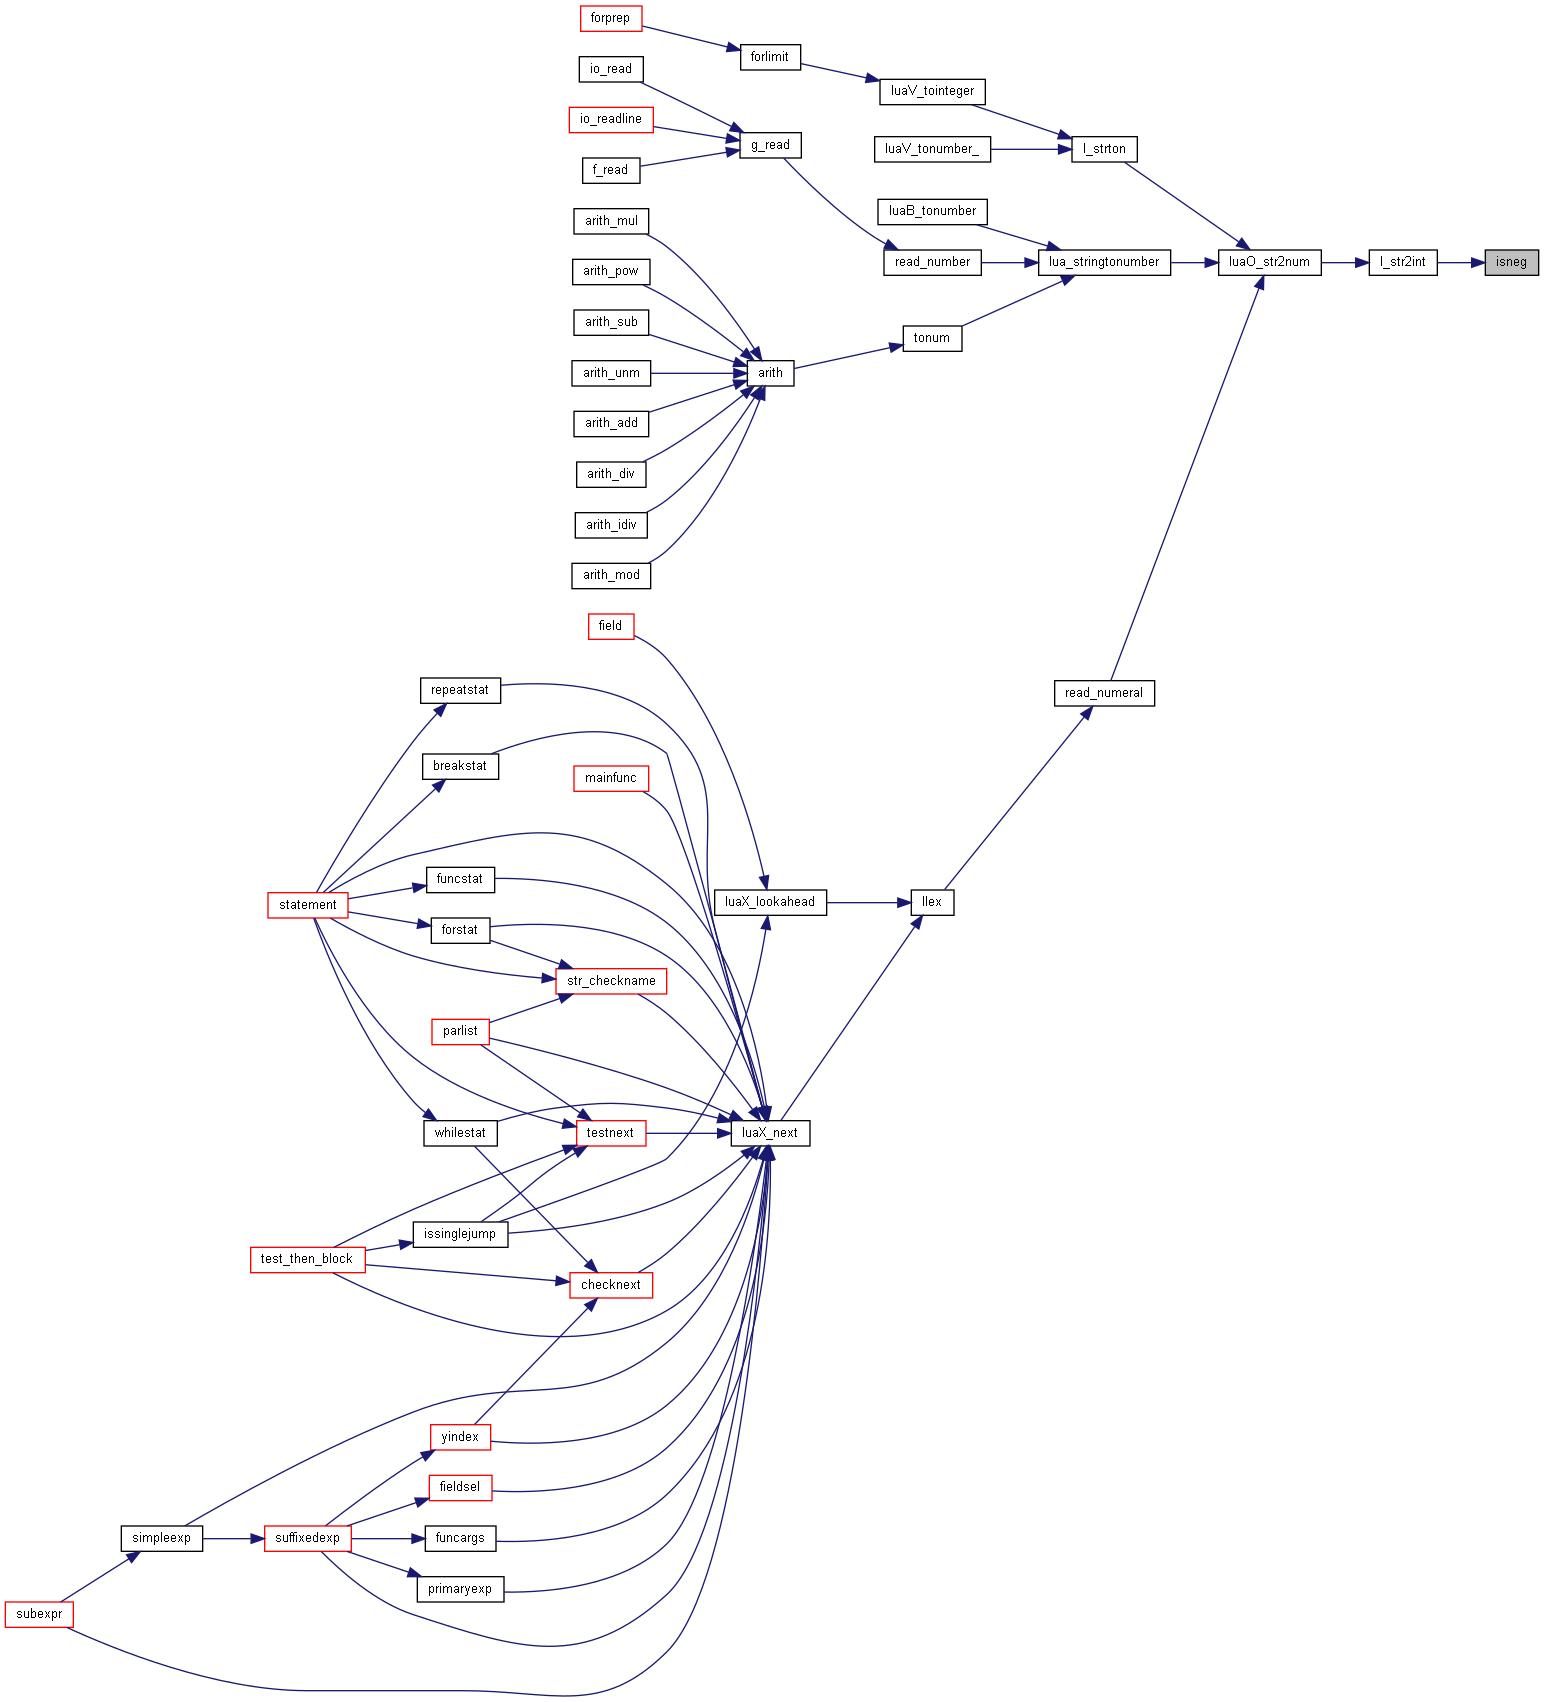 forprep
forlimit
io_read
luaV_tointeger
io_readline
g_read
luaV_tonumber_
l_strton
f_read
luaB_tonumber
arith_mul
read_number
lua_stringtonumber
luaO_str2num
l_str2int
isneg
arith_pow
arith_sub
tonum
arith_unm
arith
arith_add
arith_div
arith_idiv
arith_mod
field
repeatstat
read_numeral
breakstat
mainfunc
funcstat
statement
luaX_lookahead
llex
forstat
str_checkname
parlist
whilestat
testnext
luaX_next
issinglejump
test_then_block
checknext
yindex
fieldsel
simpleexp
suffixedexp
funcargs
primaryexp
subexpr